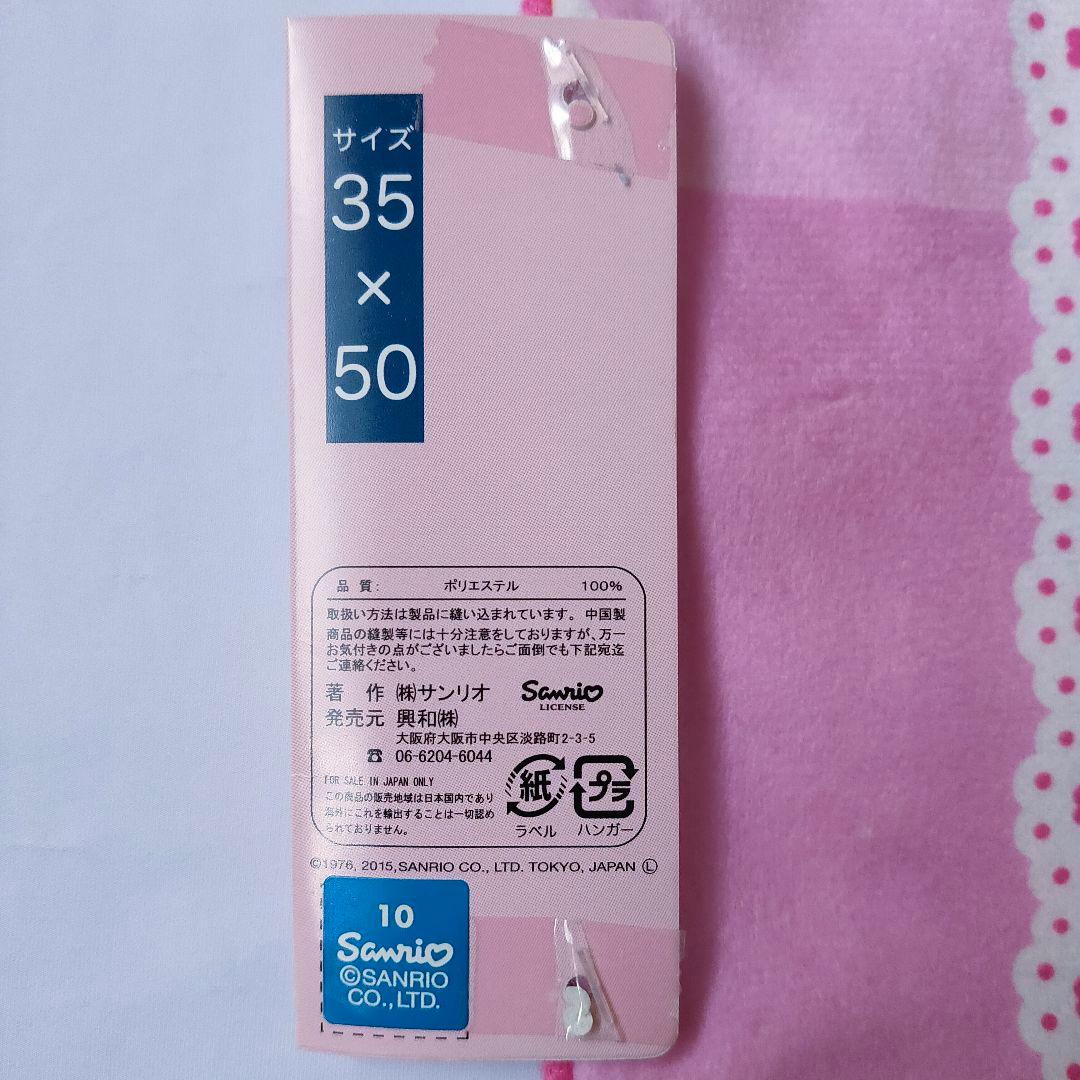 サイズ
35
×
50
品質: ポリエステル 100%
取扱い方法は製品に縫い込まれています。 中国製
商品の縫製等には十分注意をしておりますが、万一
お気付きの点がございましたらご面倒でも下記宛迄
ご連絡ください。
著 作 ㈱サンリオ Sanrio
LICENSE
発売元 興和㈱
大阪府大阪市中央区淡路町2-3-5
☎ 06-6204-6044
FOR SALE IN JAPAN ONLY
この商品の販売地域は日本国内であり
海外にこれを輸出することは一切認め
られておりません。
紙 プラ
ラベル ハンガー
©1976, 2015,SANRIO CO., LTD. TOKYO, JAPAN Ⓛ
10
Sanrio
©SANRIO
CO.,LTD.